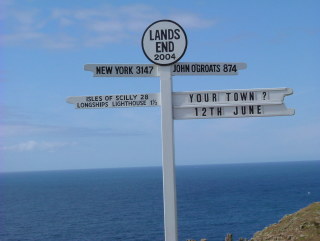 LANDS
END
2004
NEW YORK 3147
JOHN O'GROATS 874
ISLES OF SCILLY 28
LONGSHIPS LIGHTHOUSE 1½
YOUR TOWN ?
12TH JUNE